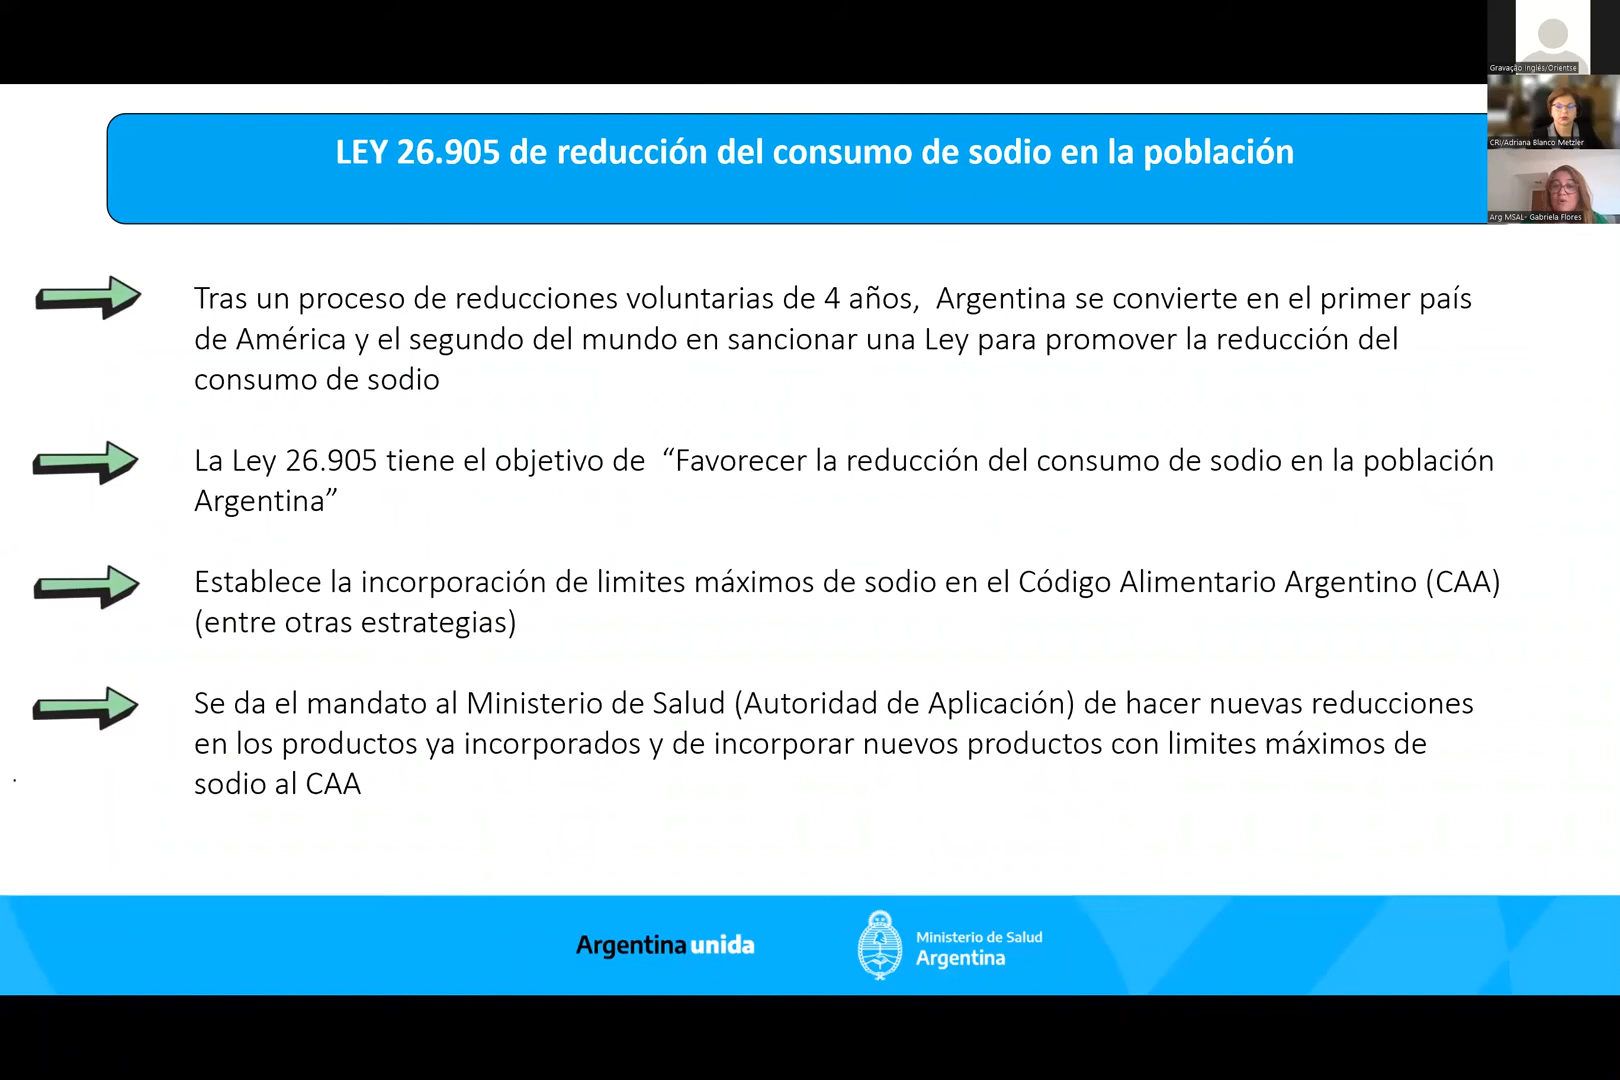 LEY 26.905 de reducción del consumo de sodio en la población
Gravação Inglés/Orientse
CRI/Adriana Blanco Metzler
Arg MSAL- Gabriela Flores
Tras un proceso de reducciones voluntarias de 4 años, Argentina se convierte en el primer país
de América y el segundo del mundo en sancionar una Ley para promover la reducción del
consumo de sodio
La Ley 26.905 tiene el objetivo de “Favorecer la reducción del consumo de sodio en la población
Argentina”
Establece la incorporación de limites máximos de sodio en el Código Alimentario Argentino (CAA)
(entre otras estrategias)
Se da el mandato al Ministerio de Salud (Autoridad de Aplicación) de hacer nuevas reducciones
en los productos ya incorporados y de incorporar nuevos productos con limites máximos de
sodio al CAA
Argentina unida
Ministerio de Salud
Argentina